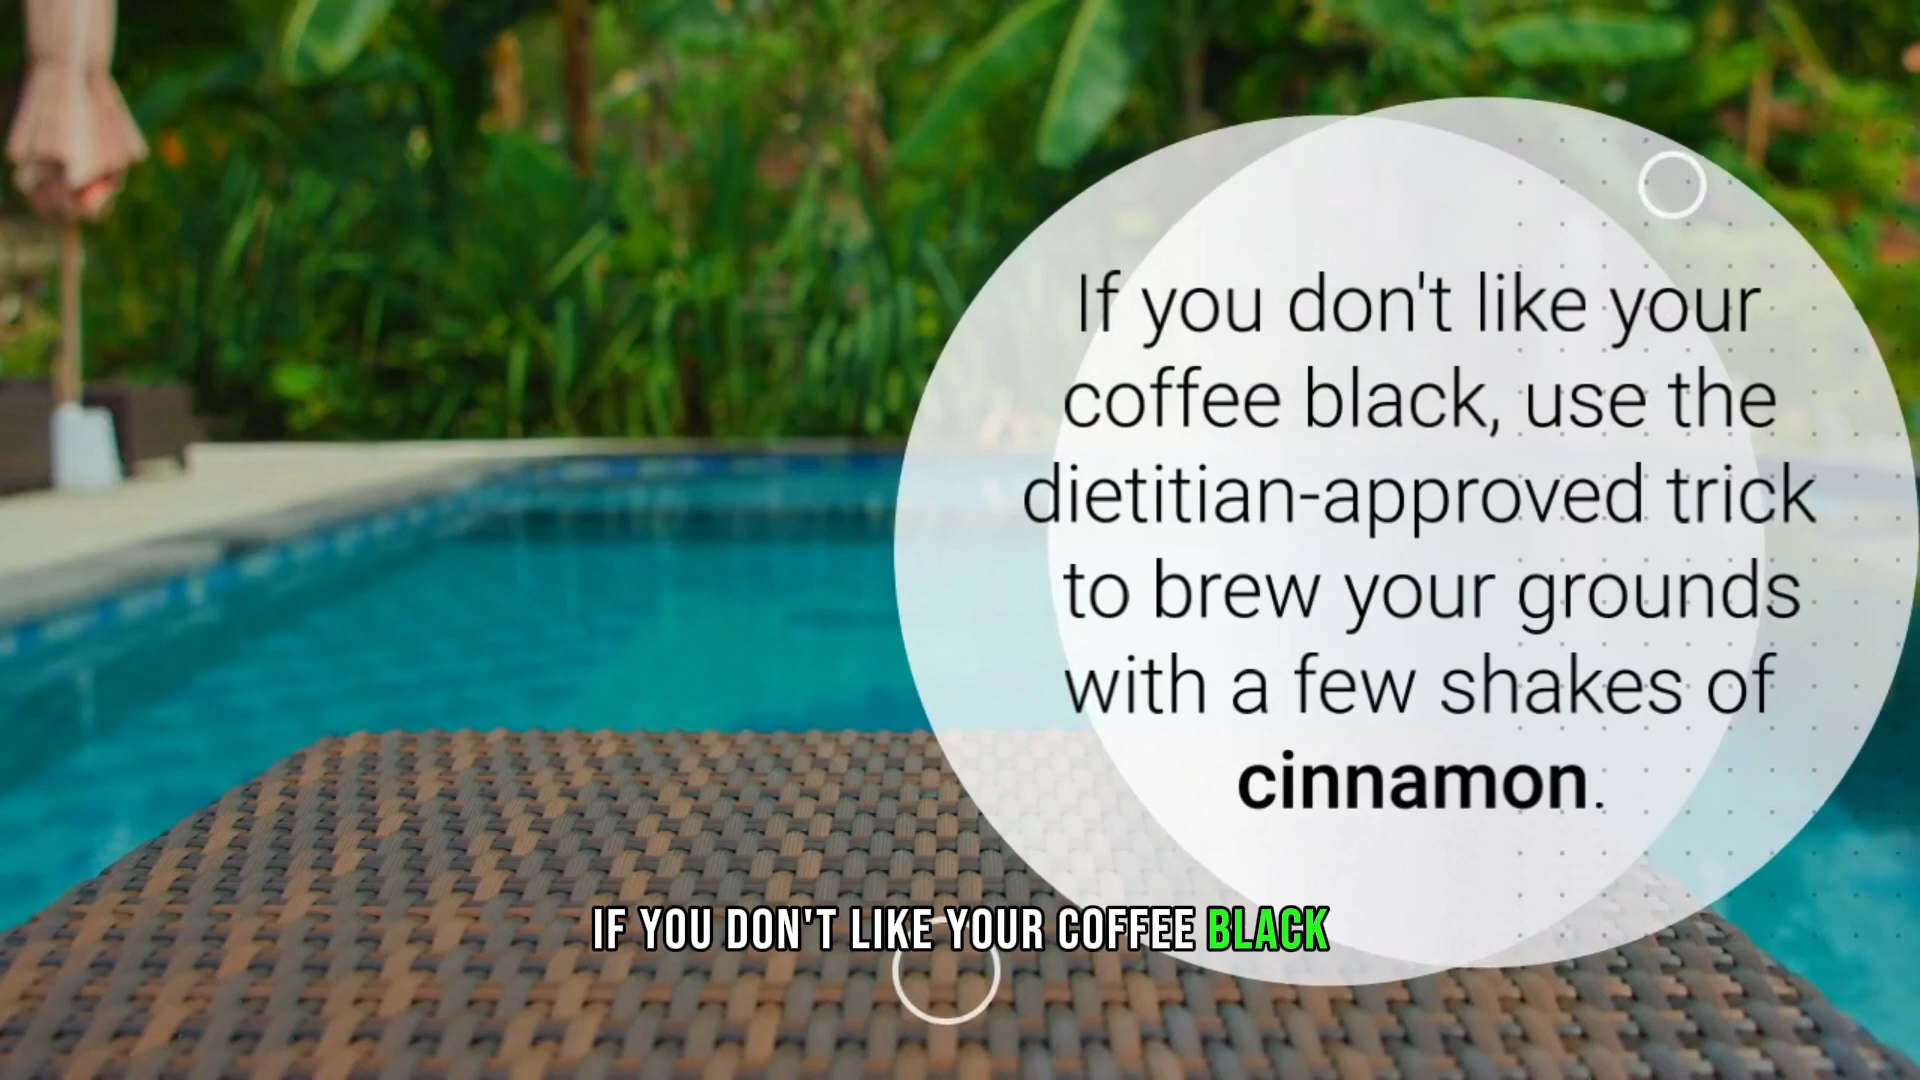 If you don't like your
coffee black, use the
dietitian-approved trick
to brew your grounds
with a few shakes of
cinnamon.
IF YOU DON'T LIKE YOUR COFFEE BLACK